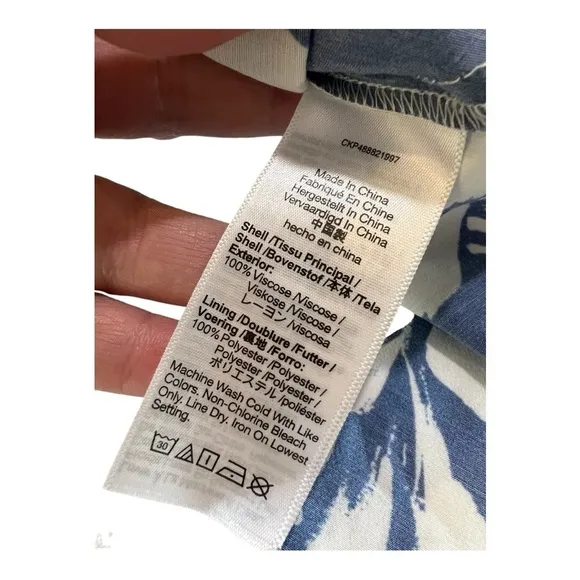 CKP468821997
Made In China
Fabriqué En Chine
Hergestellt In China
Vervaardigd In China
中国製
hecho en china
Shell /Tissu Principal /
Shell /Bovenstof /本体 /Tela
Exterior:
100% Viscose /Viscose /
Viskose /Viscose /
レーヨン /Viscosa
Lining /Doublure /Futter /
Voering /裏地 /Forro:
100% Polyester /Polyester /
Polyester /Polyester /
ポリエステル /poliéster
Machine Wash Cold With Like
Colors. Non-Chlorine Bleach
Only. Line Dry. Iron On Lowest
Setting.
30